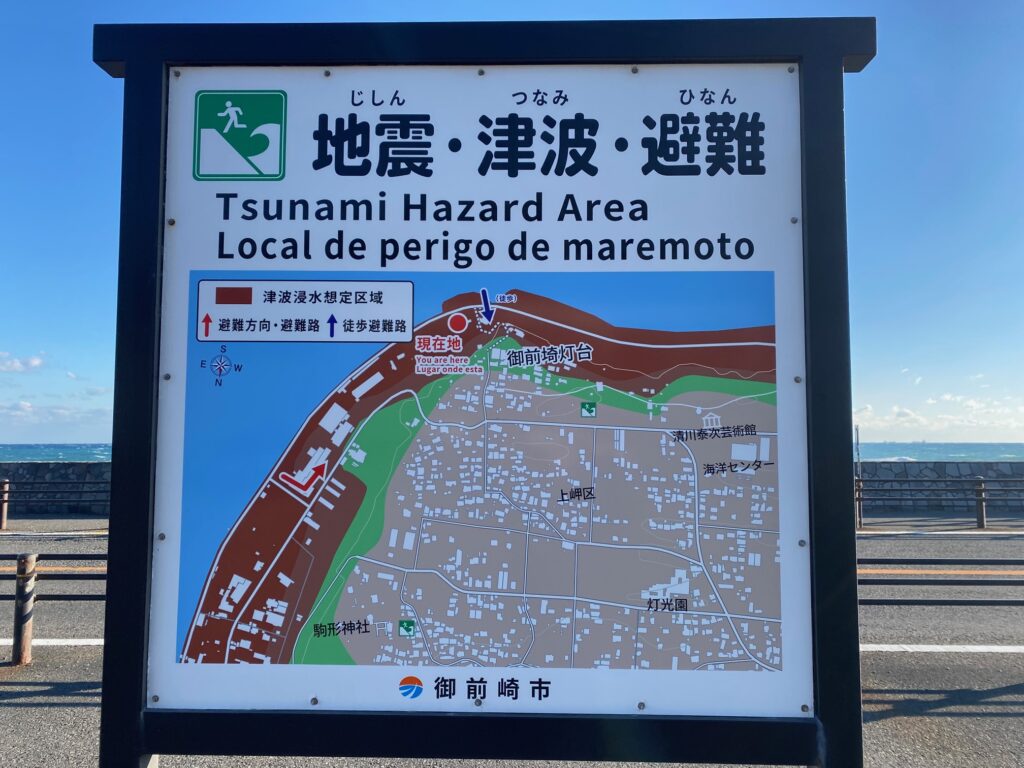 じしん つなみ ひなん
地震・津波・避難
Tsunami Hazard Area
Local de perigo de maremoto
津波浸水想定区域
避難方向・避難路 徒歩避難路
S
E W
N
(徒歩)
現在地
You are here
Lugar onde esta
御前埼灯台
清川泰次芸術館
海洋センター
上岬区
灯光園
駒形神社
御前崎市